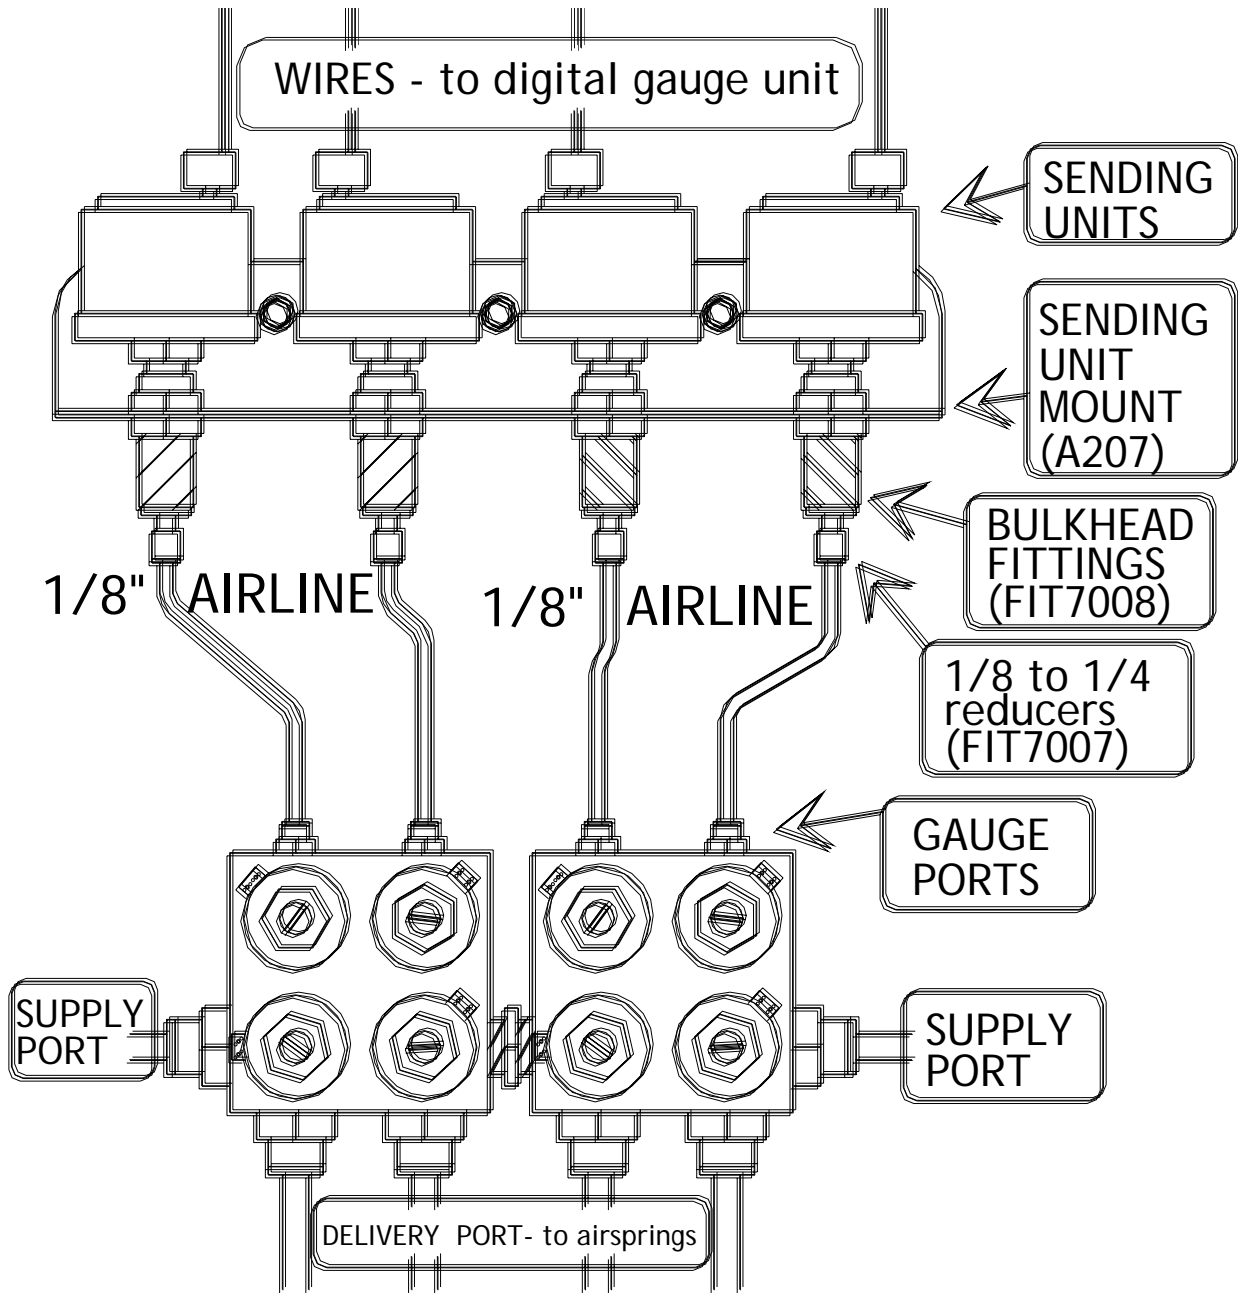 WIRES - to digital gauge unit
SENDING
UNITS
SENDING
UNIT
MOUNT
(A207)
BULKHEAD
FITTINGS
(FIT7008)
1/8" AIRLINE
1/8" AIRLINE
1/8 to 1/4
reducers
(FIT7007)
GAUGE
PORTS
SUPPLY
PORT
SUPPLY
PORT
DELIVERY PORT- to airsprings